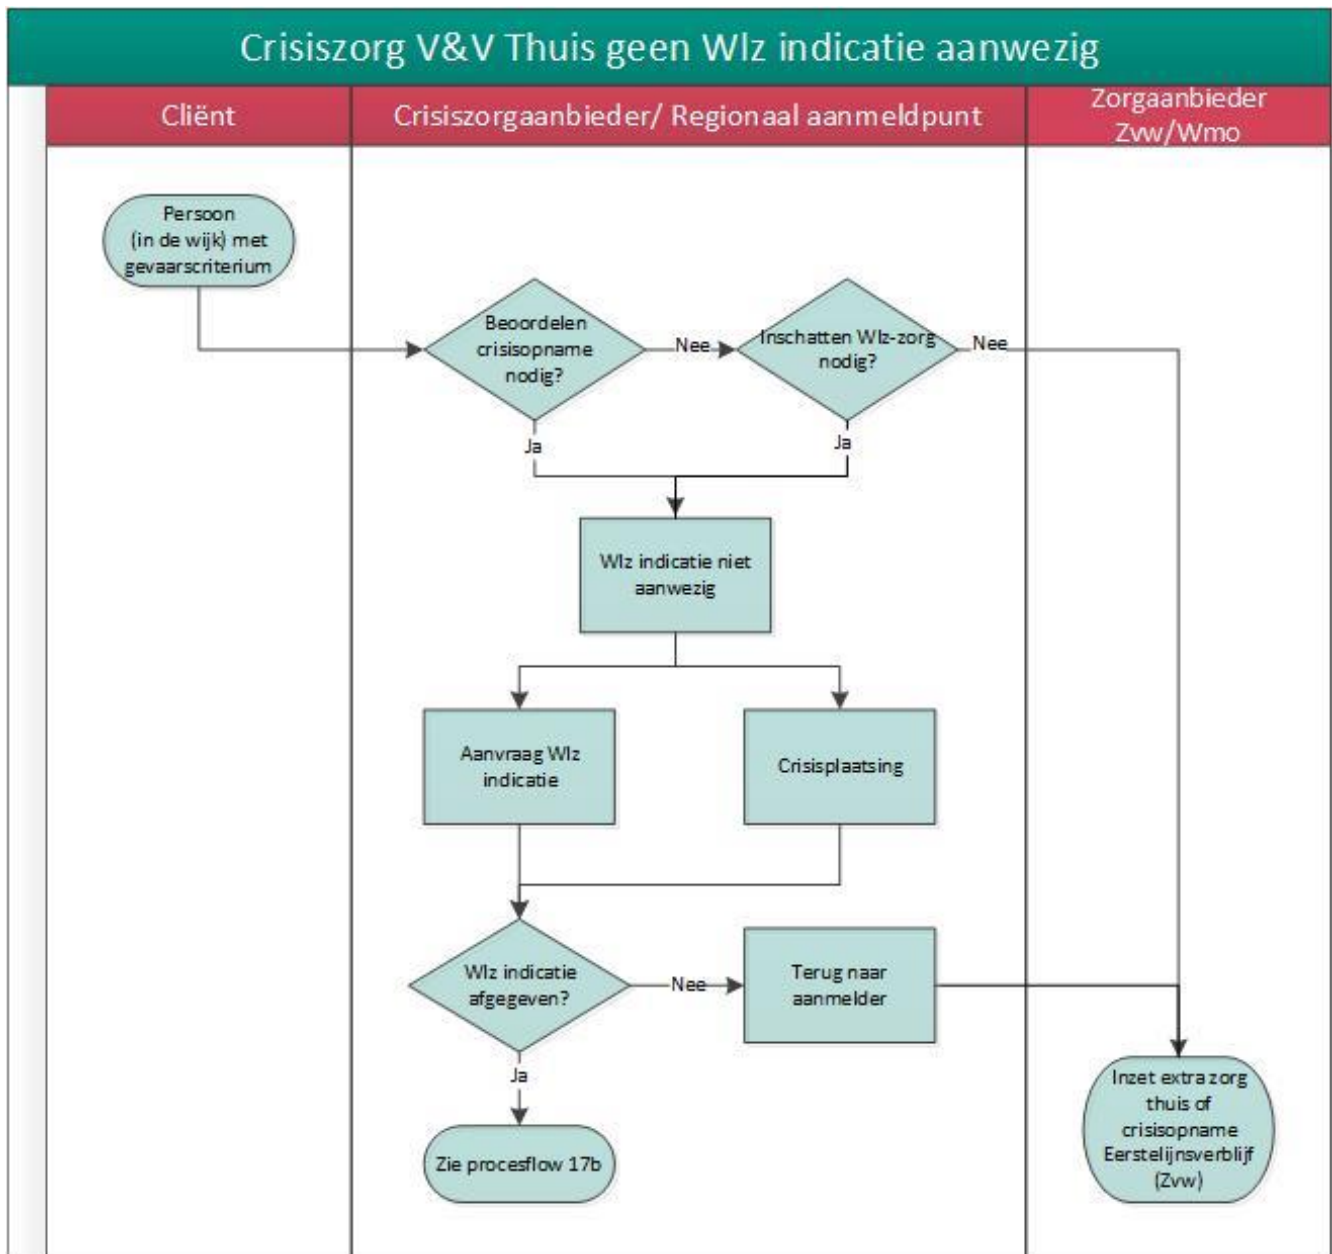 Crisiszorg V&V Thuis geen Wlz indicatie aanwezig
Cliënt
Crisiszorgaanbieder/ Regionaal aanmeldpunt
Zorgaanbieder
Zvw/Wmo
Persoon
(in de wijk) met
gevaarscriterium
Beoordelen
crisisopname
nodig?
Nee
Inschatten Wlz-zorg
nodig?
Nee
Ja
Ja
Wlz indicatie niet
aanwezig
Aanvraag Wlz
indicatie
Crisisplaatsing
Wlz indicatie
afgegeven?
Nee
Terug naar
aanmelder
Ja
Zie procesflow 17b
Inzet extra zorg
thuis of
crisisopname
Eerstelijnsverblijf
(Zvw)